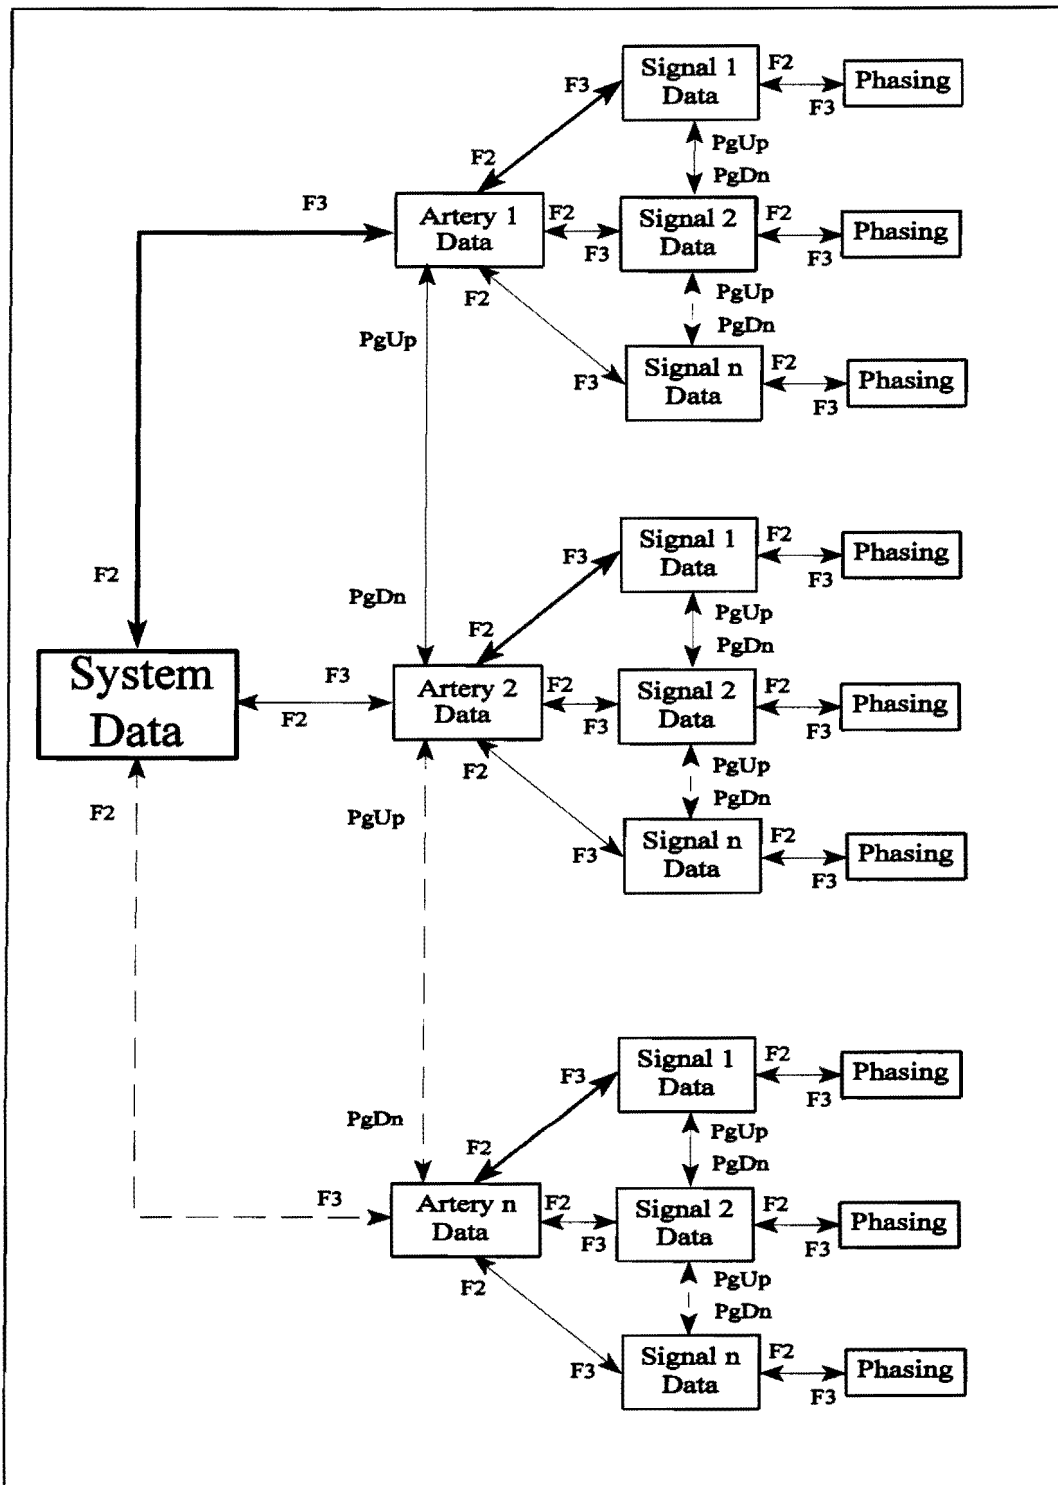 Signal 1
Data
F2
F3
Phasing
F3
F2
PgUp
PgDn
F3
Artery 1
Data
F2
F3
Signal 2
Data
F2
F3
Phasing
F2
PgUp
PgDn
PgUp
F3
Signal n
Data
F2
F3
Phasing
F2
PgDn
Signal 1
Data
F2
F3
Phasing
F3
F2
PgUp
PgDn
System
Data
F3
F2
Artery 2
Data
F2
F3
Signal 2
Data
F2
F3
Phasing
F2
F2
PgUp
PgUp
PgDn
F3
Signal n
Data
F2
F3
Phasing
Signal 1
Data
F2
F3
Phasing
F3
F2
PgDn
PgUp
PgDn
F3
Artery n
Data
F2
F3
Signal 2
Data
F2
F3
Phasing
F2
PgUp
PgDn
F3
Signal n
Data
F2
F3
Phasing